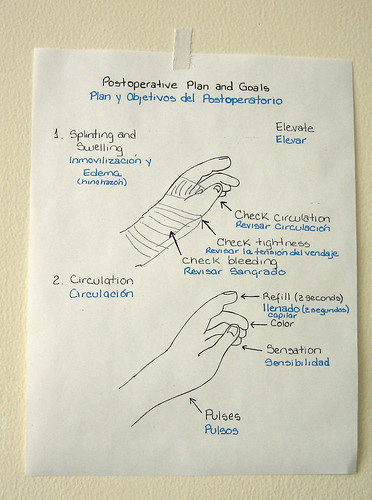 Postoperative Plan and Goals
Plan y Objetivos del Postoperatorio
Elevate
Elevar
1. Splinting and
Swelling
Inmovilización y
Edema
(hinchazón)
Check Circulation
Revisar Circulación
Check tightness
Revisar la tensión del vendaje
Check bleeding
Revisar Sangrado
2. Circulation
Circulación
Refill (2 seconds)
llenado (2 segundos)
capilar
Color
Sensation
Sensibilidad
Pulses
Pulsos